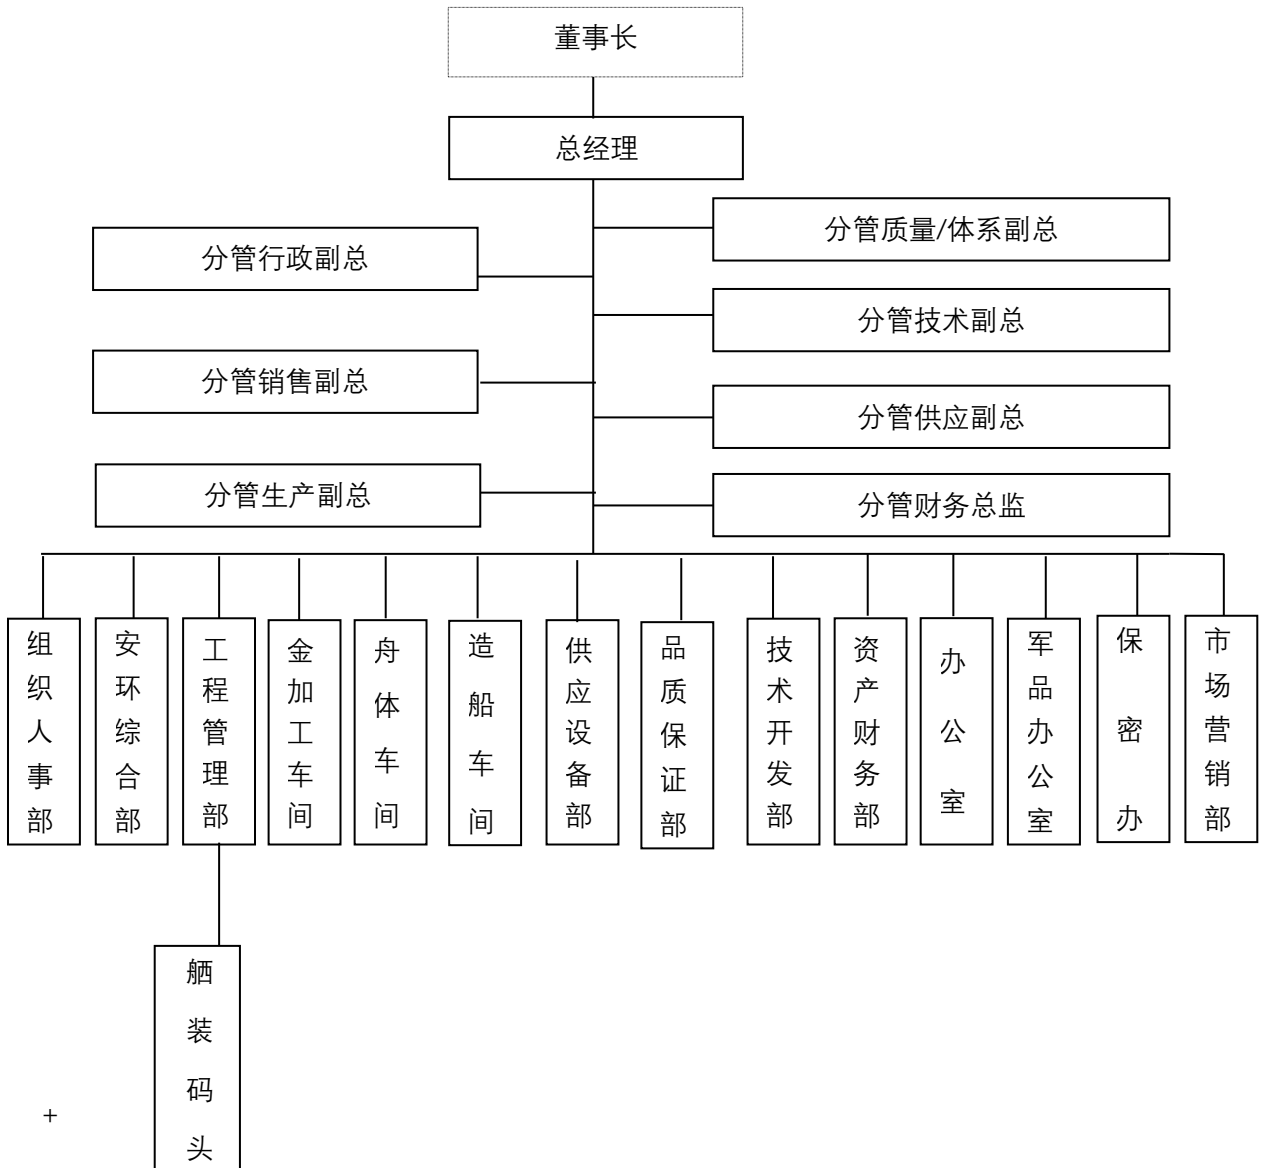 董事长
总经理
分管质量/体系副总
分管行政副总
分管技术副总
分管销售副总
分管供应副总
分管生产副总
分管财务总监
组织人事部
安环综合部
工程管理部
金加工车间
舟体车间
造船车间
供应设备部
品质保证部
技术开发部
资产财务部
办公室
军品办公室
保密办
市场营销部
舾装码头
+